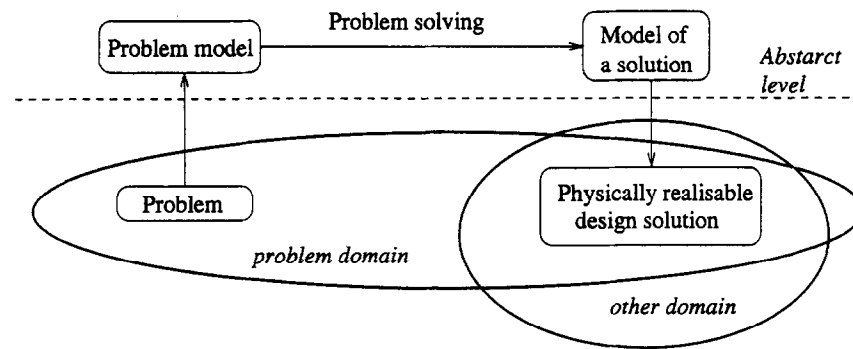 Problem solving
Problem model
Model of
a solution
Abstarct
level
Problem
Physically realisable
design solution
problem domain
other domain